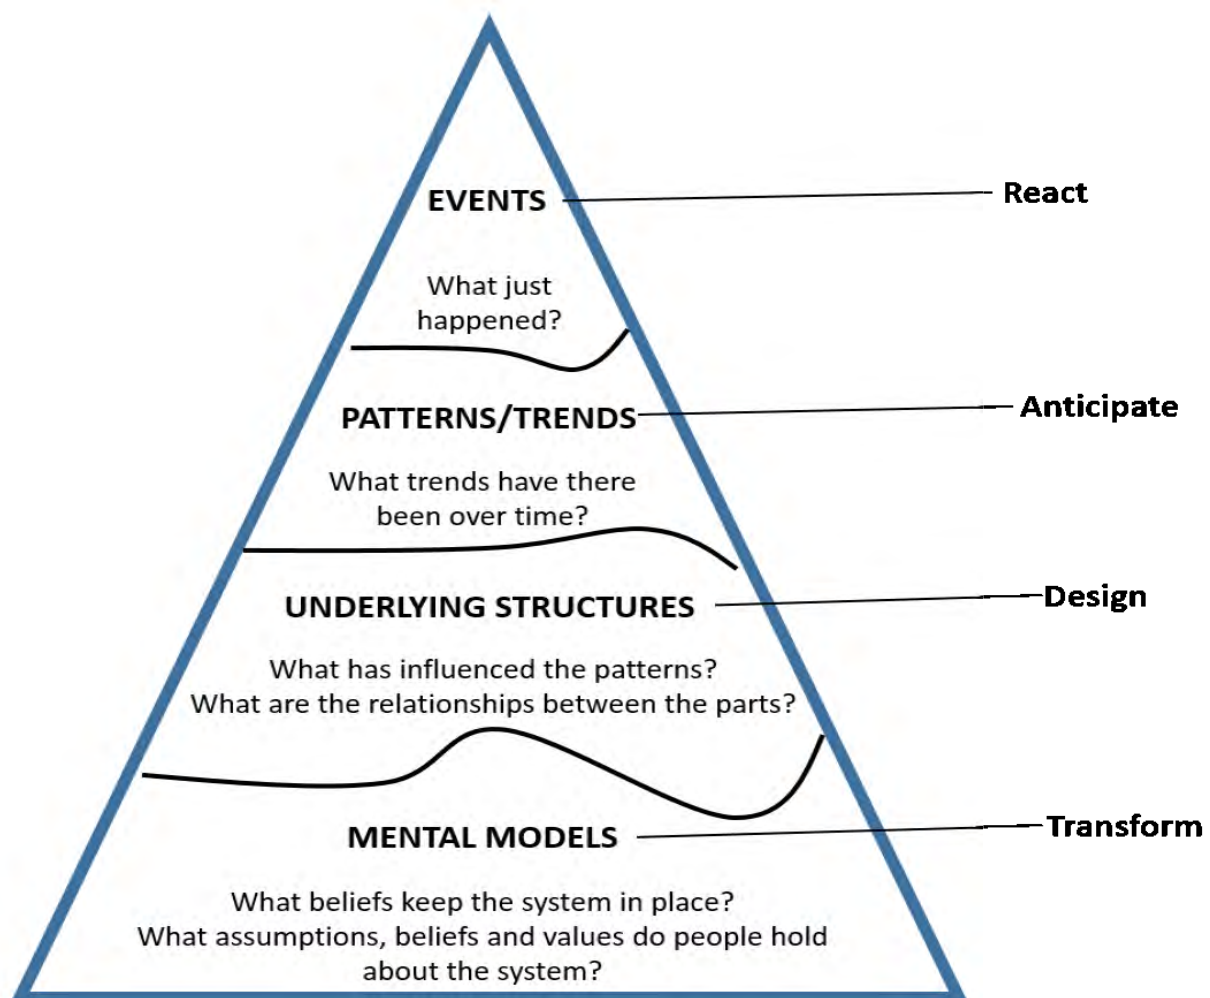 EVENTS
React
What just
happened?
PATTERNS/TRENDS
Anticipate
What trends have there
been over time?
UNDERLYING STRUCTURES
Design
What has influenced the patterns?
What are the relationships between the parts?
MENTAL MODELS
Transform
What beliefs keep the system in place?
What assumptions, beliefs and values do people hold
about the system?